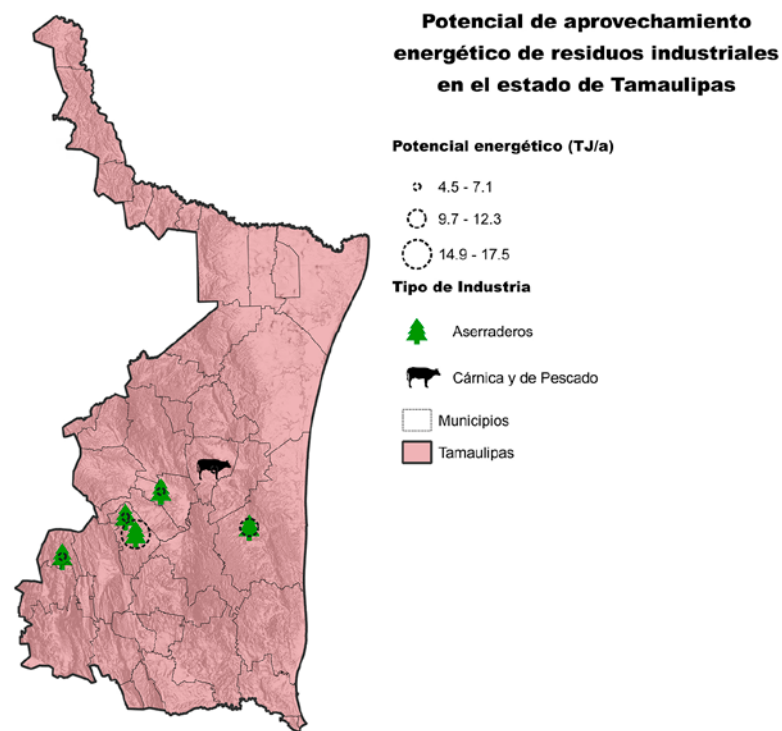 Potencial de aprovechamiento
energético de residuos industriales
en el estado de Tamaulipas
Potencial energético (TJ/a)
4.5 - 7.1
9.7 - 12.3
14.9 - 17.5
Tipo de Industria
Aserraderos
Cárnica y de Pescado
Municipios
Tamaulipas